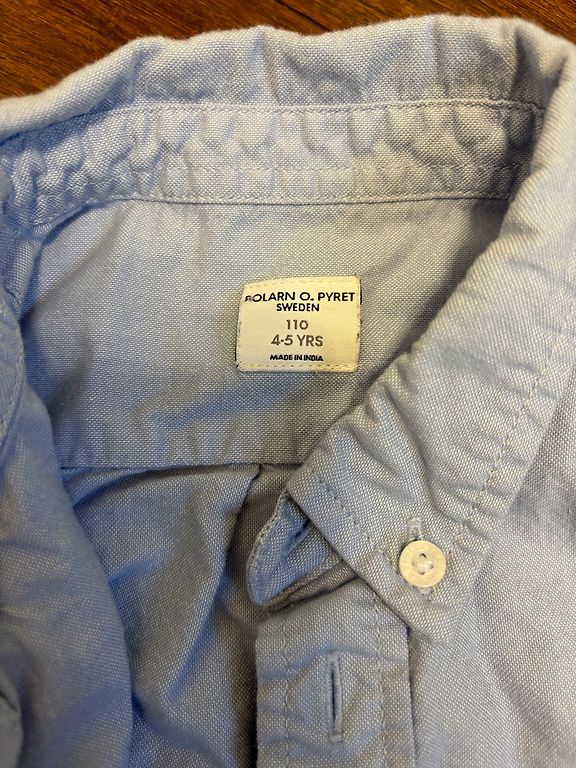 POLARN O. PYRET
SWEDEN
110
4-5 YRS
MADE IN INDIA